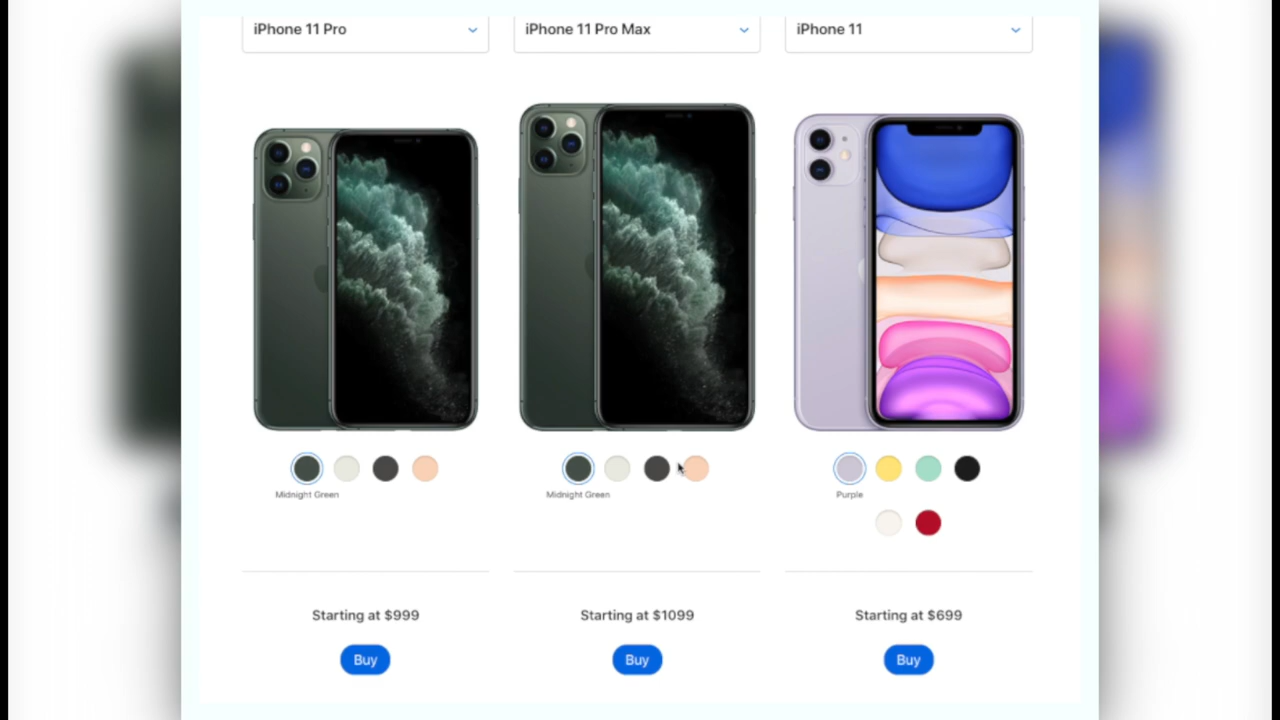 iPhone 11 Pro
iPhone 11 Pro Max
iPhone 11
Midnight Green
Midnight Green
Purple
Starting at $999
Starting at $1099
Starting at $699
Buy
Buy
Buy